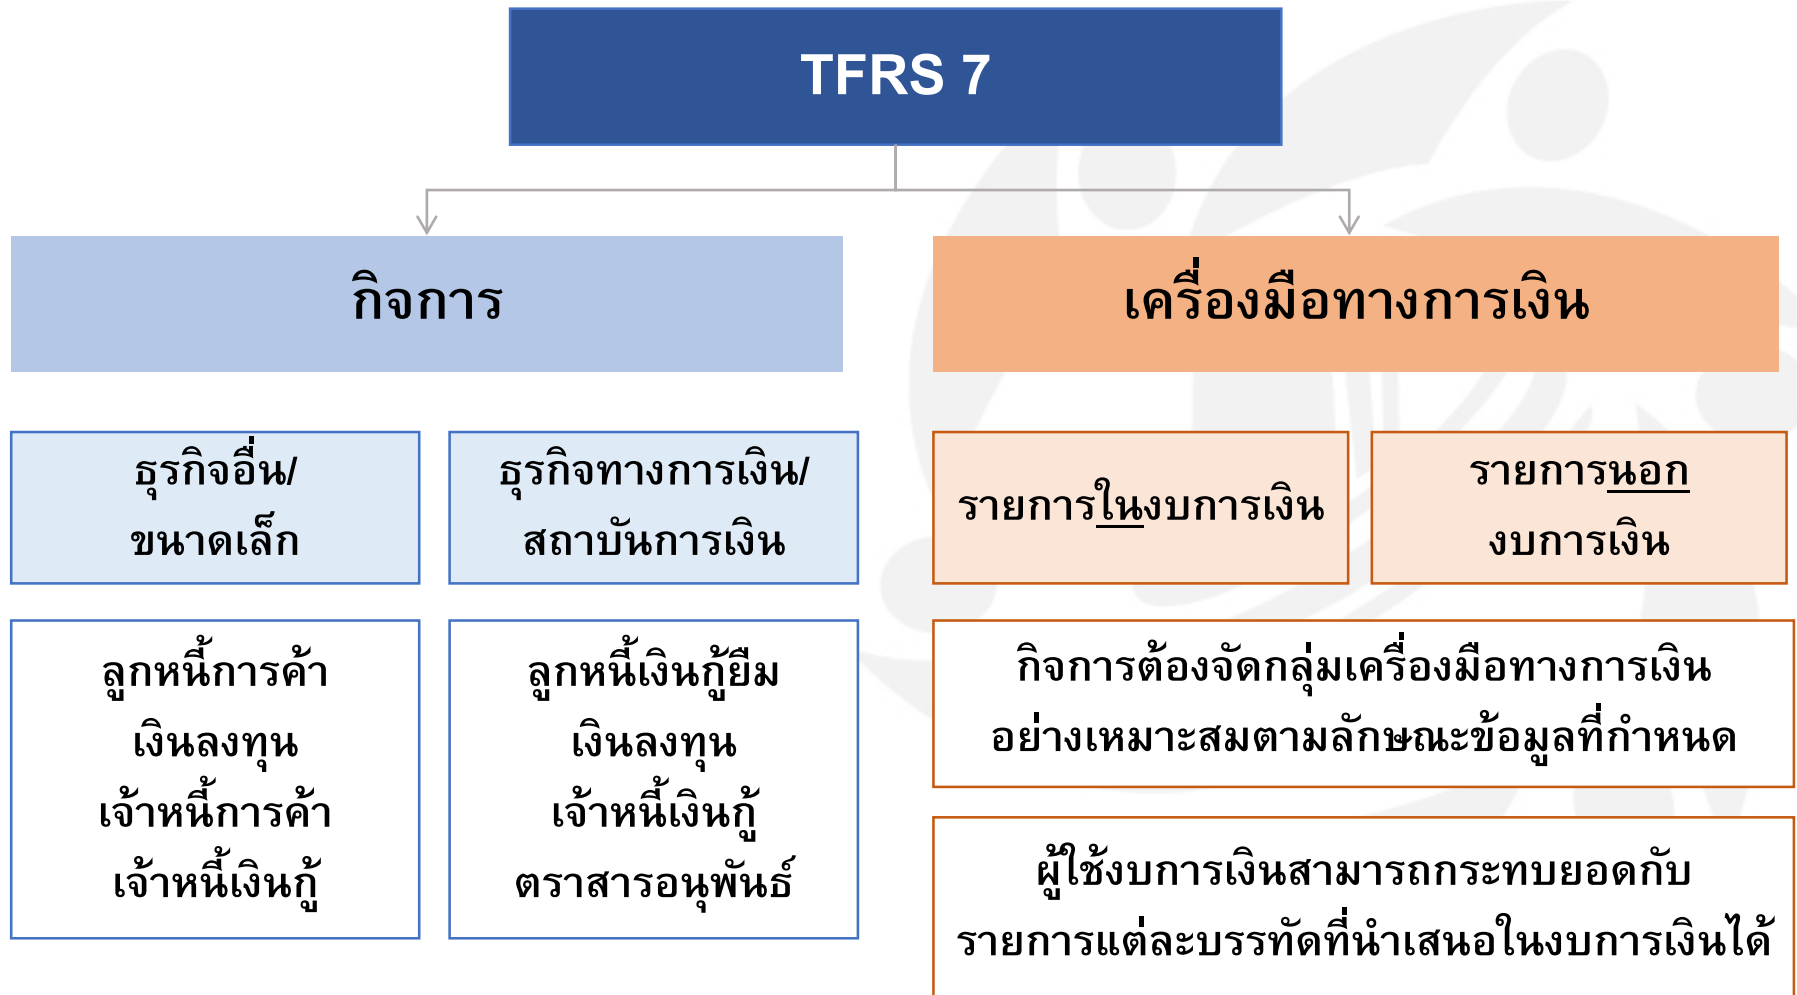 TFRS 7
กิจการ
เครื่องมือทางการเงิน
ธุรกิจอื่น/
ขนาดเล็ก
ธุรกิจทางการเงิน/
สถาบันการเงิน
รายการในงบการเงิน
รายการนอก
งบการเงิน
ลูกหนี้การค้า
เงินลงทุน
เจ้าหนี้การค้า
เจ้าหนี้เงินกู้
ลูกหนี้เงินกู้ยืม
เงินลงทุน
เจ้าหนี้เงินกู้
ตราสารอนุพันธ์
กิจการต้องจัดกลุ่มเครื่องมือทางการเงิน
อย่างเหมาะสมตามลักษณะข้อมูลที่กำหนด
ผู้ใช้งบการเงินสามารถกระทบยอดกับ
รายการแต่ละบรรทัดที่นำเสนอในงบการเงินได้